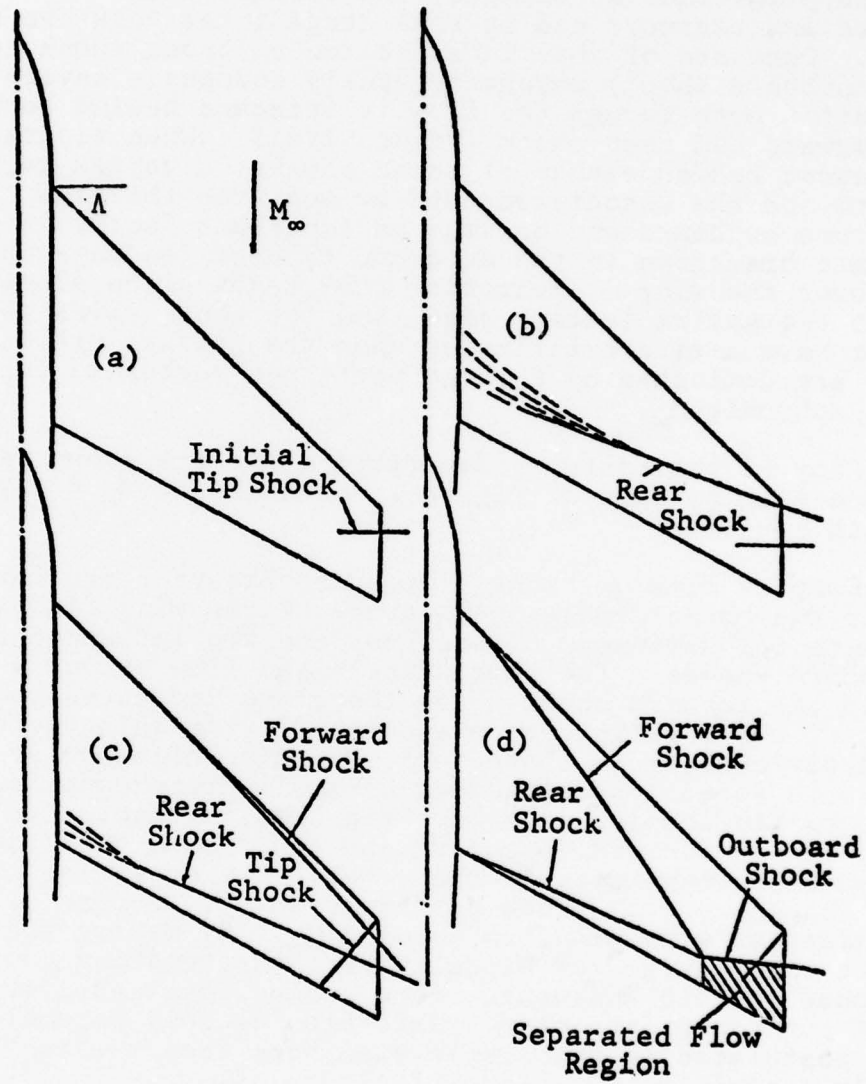 Λ
M∞
(a)
Initial
Tip Shock
(b)
Rear
Shock
(c)
Forward
Shock
Rear
Shock
Tip
Shock
(d)
Forward
Shock
Rear
Shock
Outboard
Shock
Separated Flow
Region